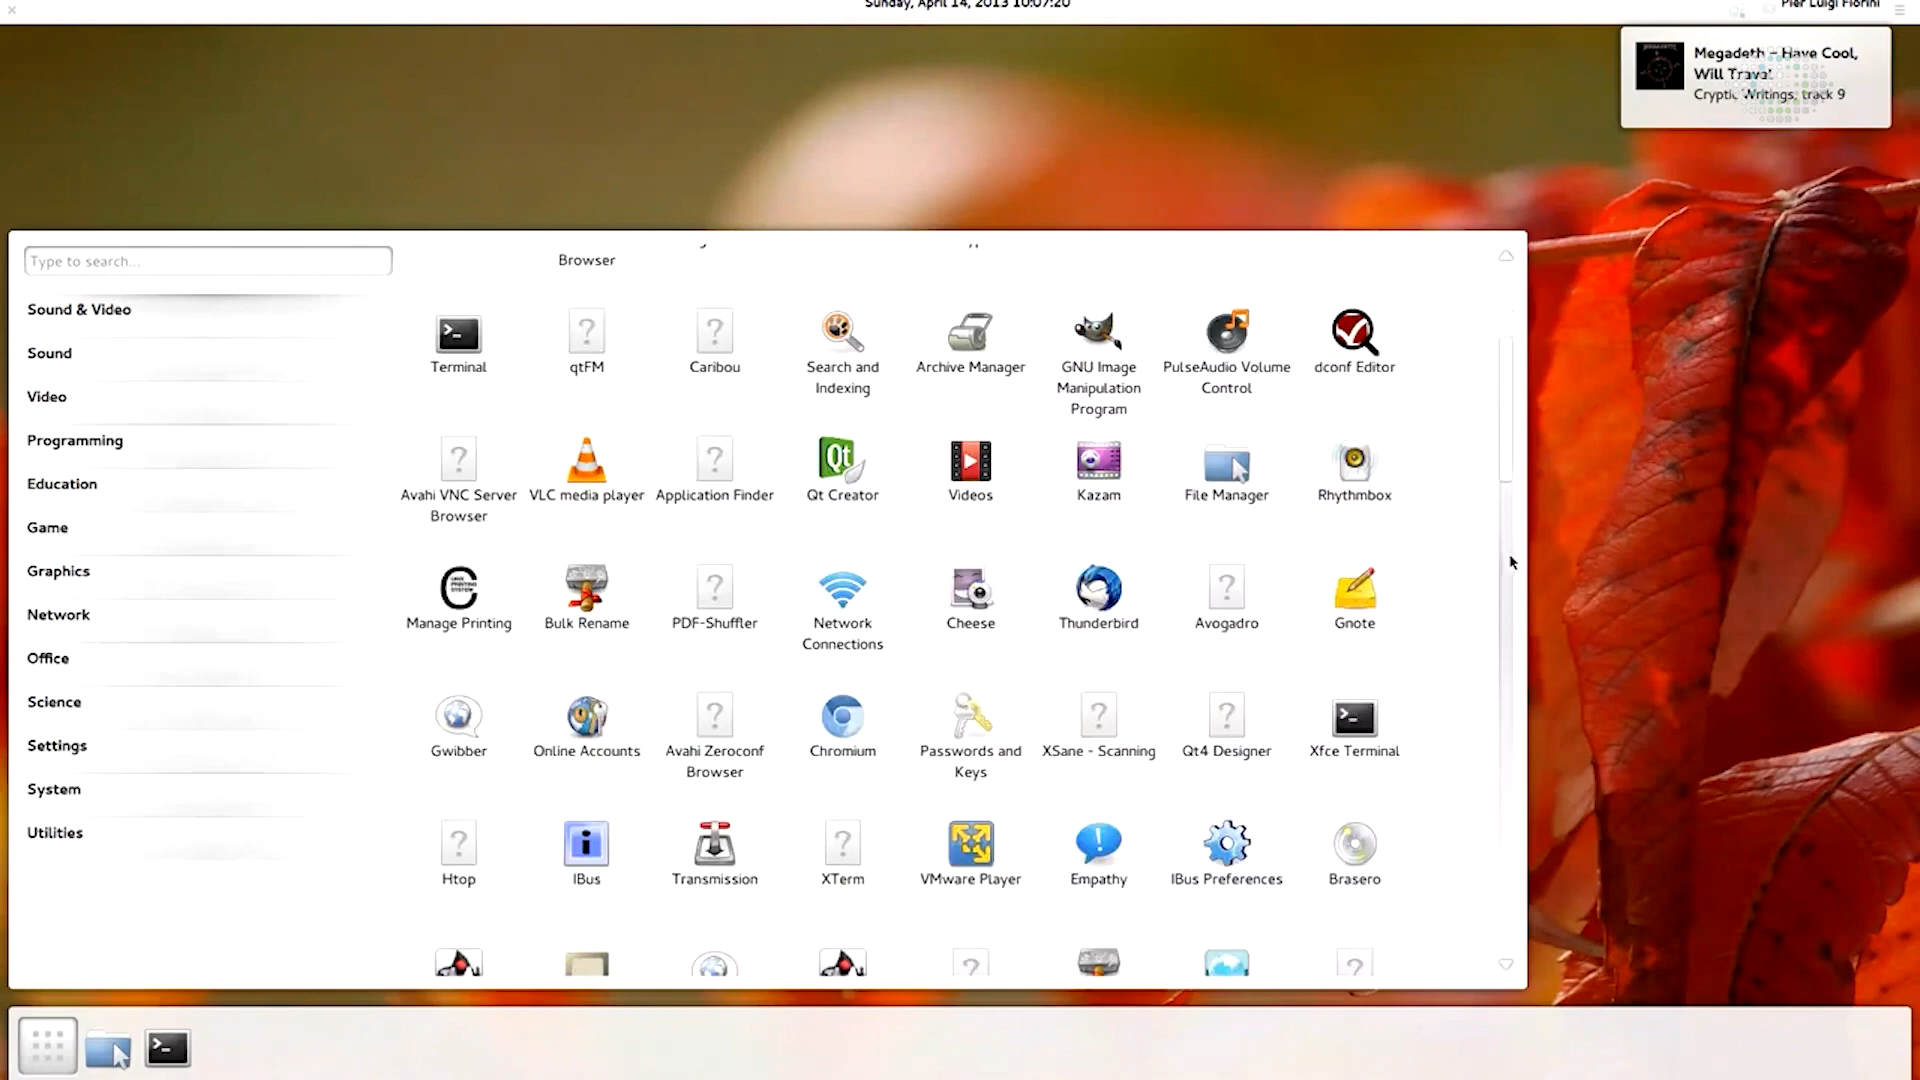 Sunday, April 14, 2013 10:07:20
Pier Luigi Fiorini
Megadeth - Have Cool,
Will Travel
Cryptic Writings, track 9
Type to search...
Sound & Video
Sound
Video
Programming
Education
Game
Graphics
Network
Office
Science
Settings
System
Utilities
Browser
Terminal
qtFM
Caribou
Search and
Indexing
Archive Manager
GNU Image
Manipulation
Program
PulseAudio Volume
Control
dconf Editor
Avahi VNC Server
Browser
VLC media player
Application Finder
Qt Creator
Videos
Kazam
File Manager
Rhythmbox
Manage Printing
Bulk Rename
PDF-Shuffler
Network
Connections
Cheese
Thunderbird
Avogadro
Gnote
Gwibber
Online Accounts
Avahi Zeroconf
Browser
Chromium
Passwords and
Keys
XSane - Scanning
Qt4 Designer
Xfce Terminal
Htop
IBus
Transmission
XTerm
VMware Player
Empathy
IBus Preferences
Brasero